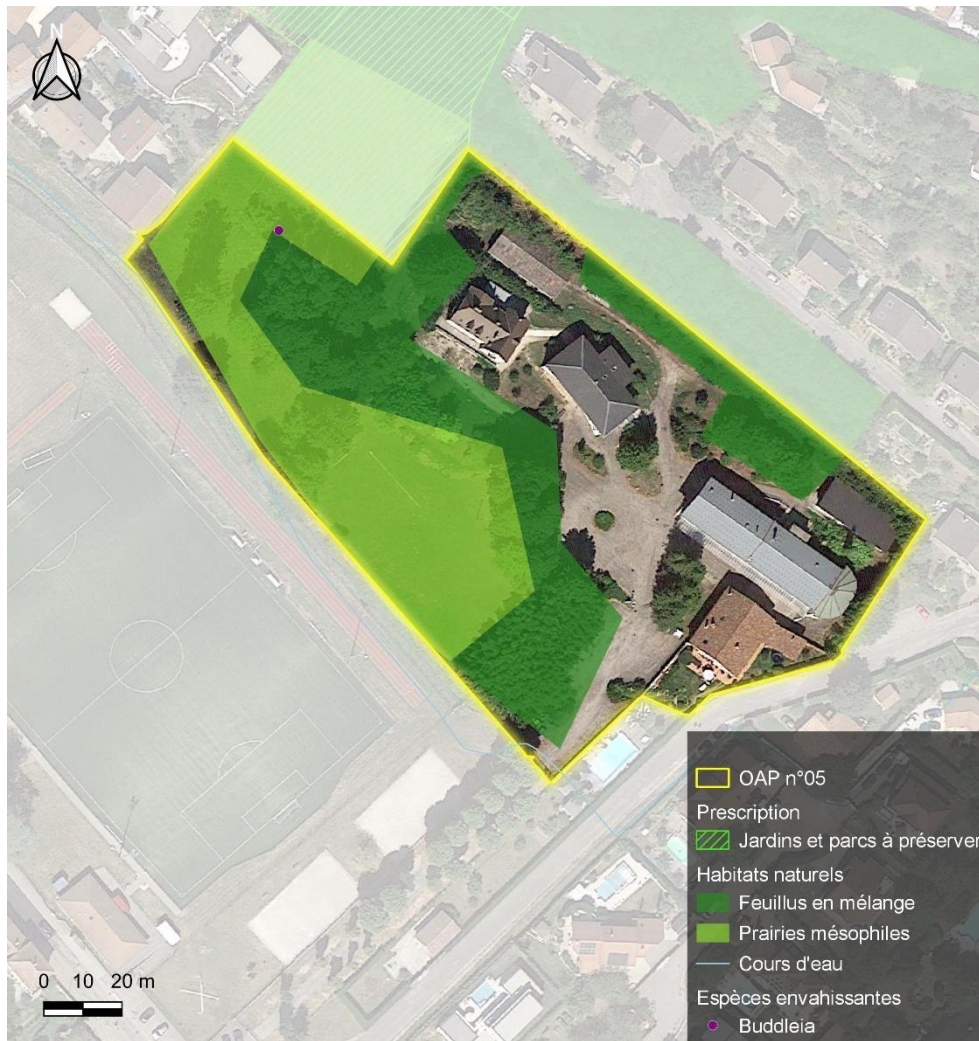 N
OAP n°05
Prescription
Jardins et parcs à préserver
Habitats naturels
Feuillus en mélange
Prairies mésophiles
Cours d'eau
Espèces envahissantes
Buddleia
0 10 20 m